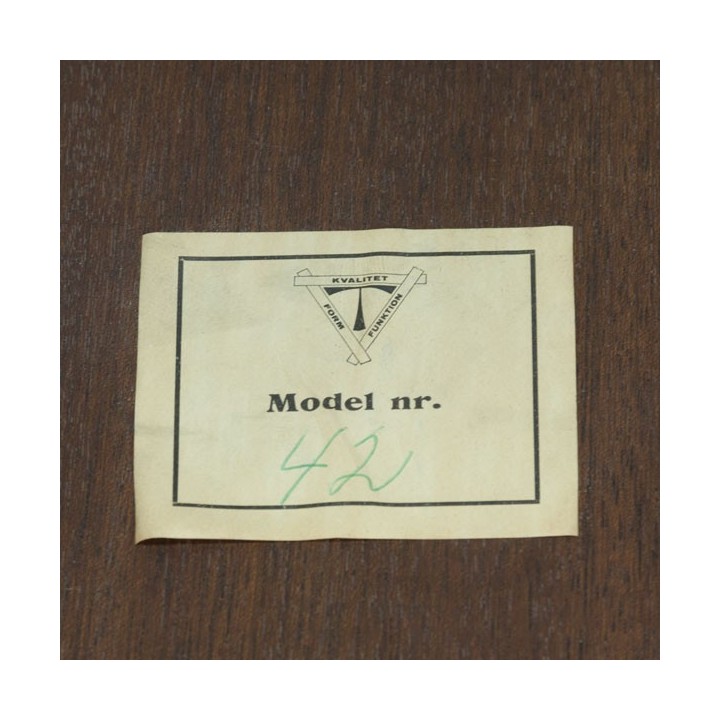 KVALITET
FORM
FUNKTION
Model nr.
42